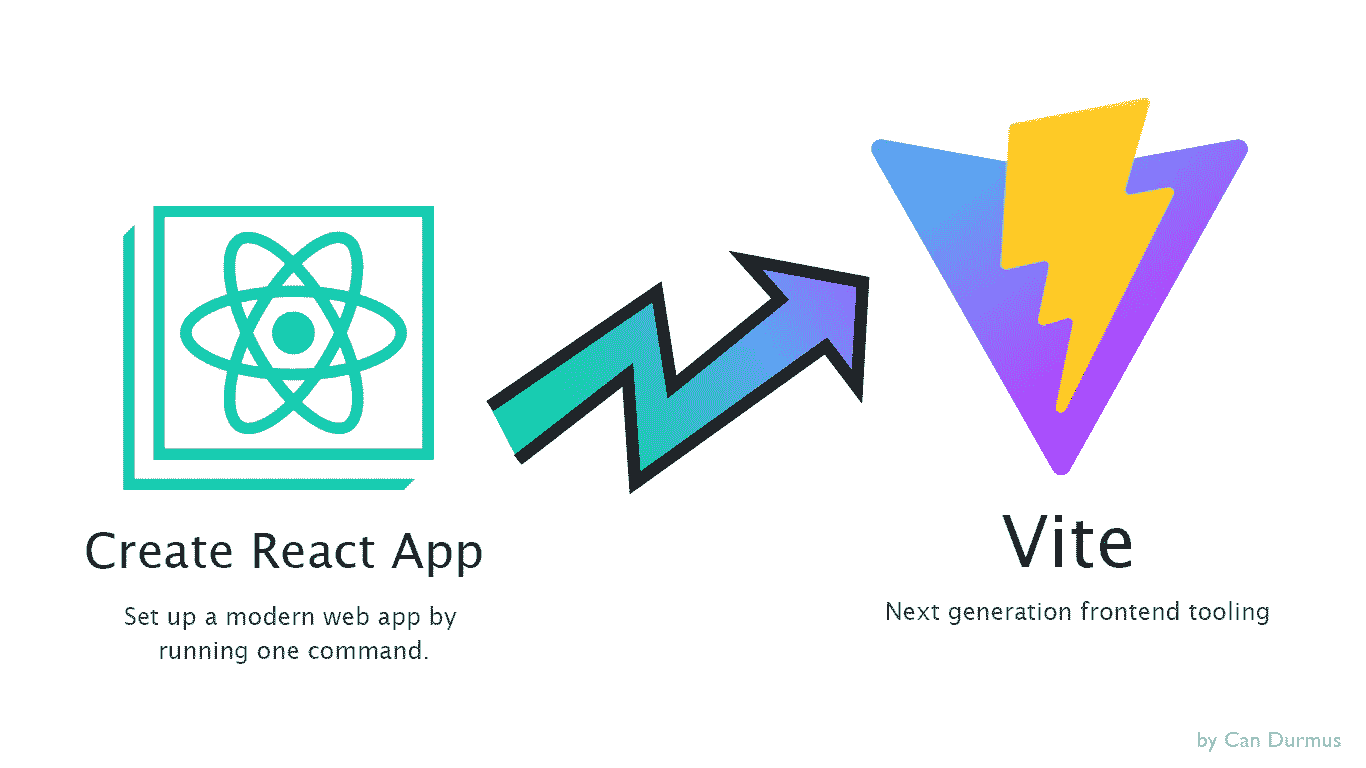 Create React App
Set up a modern web app by
running one command.
Vite
Next generation frontend tooling
by Can Durmus